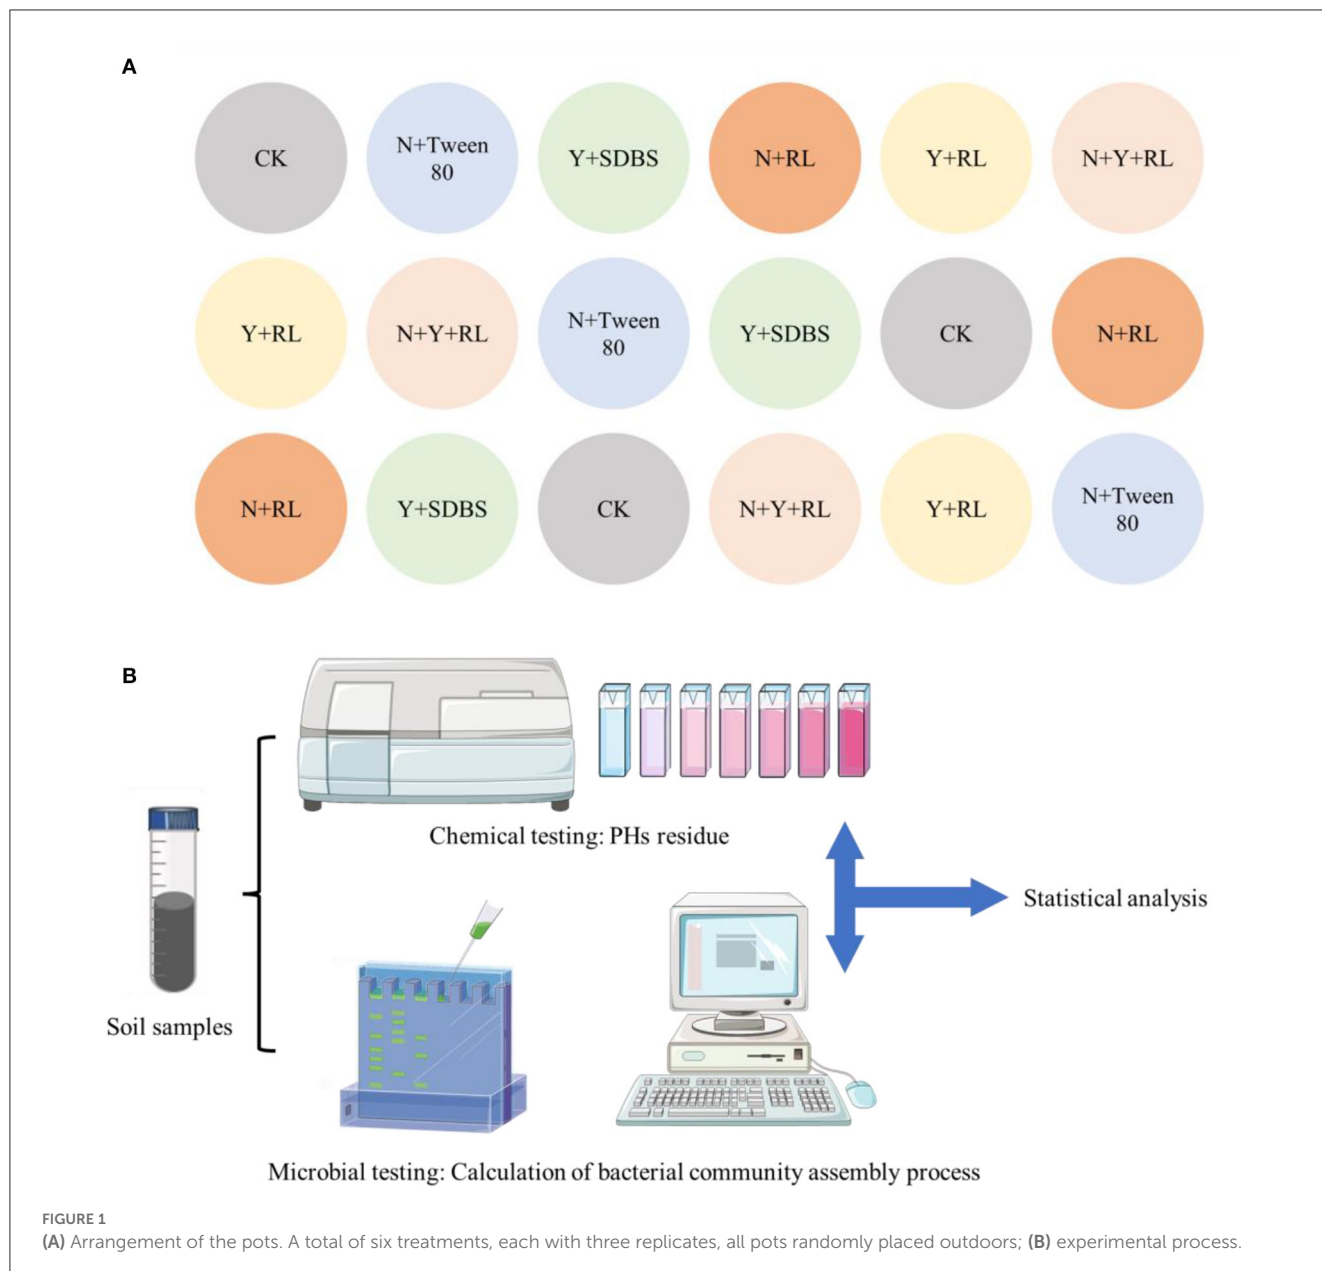 A
CK
N+Tween
80
Y+SDBS
N+RL
Y+RL
N+Y+RL
Y+RL
N+Y+RL
N+Tween
80
Y+SDBS
CK
N+RL
N+RL
Y+SDBS
CK
N+Y+RL
Y+RL
N+Tween
80
B
Chemical testing: PHs residue
Statistical analysis
Soil samples
Microbial testing: Calculation of bacterial community assembly process
FIGURE 1
(A) Arrangement of the pots. A total of six treatments, each with three replicates, all pots randomly placed outdoors; (B) experimental process.